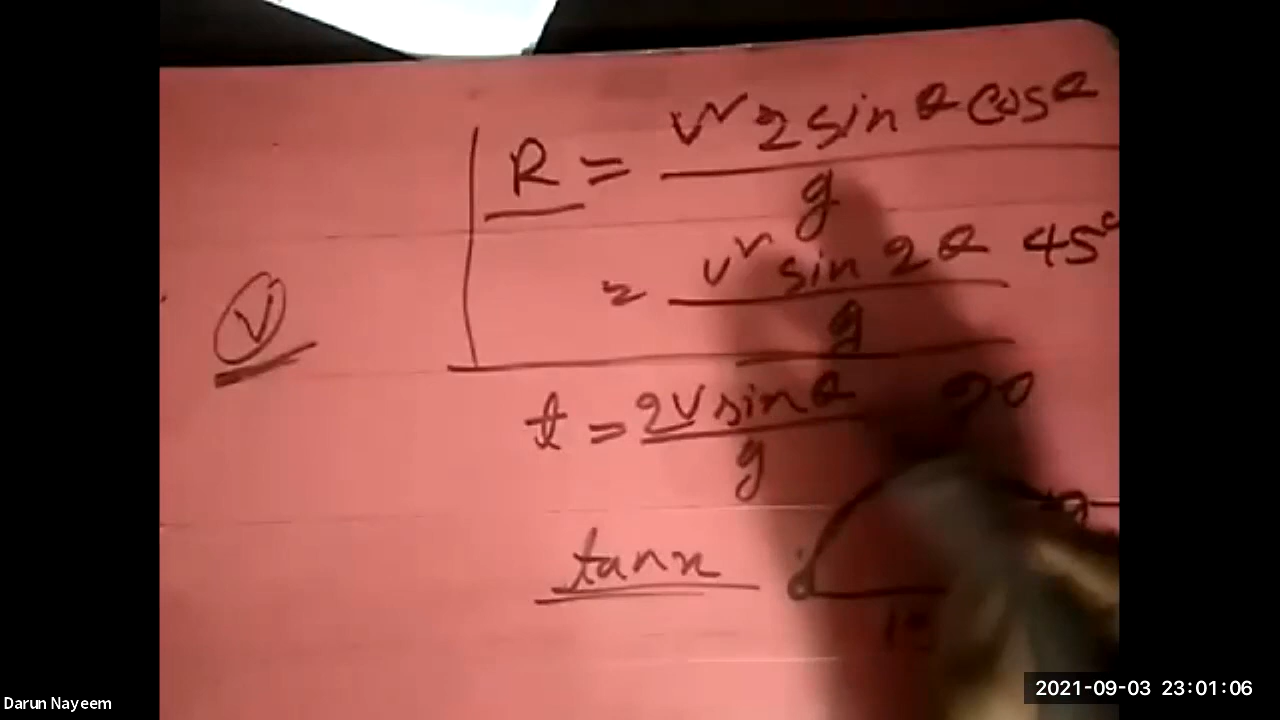 R = v² 2 sin θ cos θ / g
= v² sin 2θ / g 45°
t = 2v sin θ / g 90
V
tan x
Darun Nayeem
2021-09-03 23:01:06